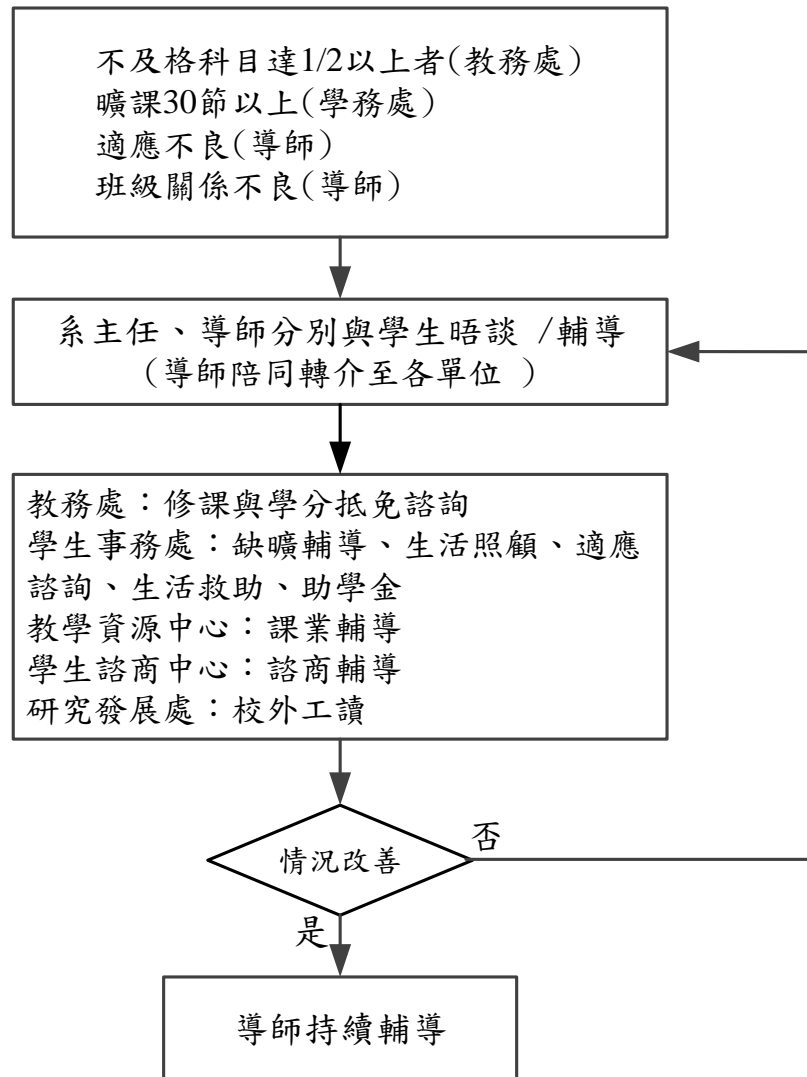 不及格科目達1/2以上者(教務處)
曠課30節以上(學務處)
適應不良(導師)
班級關係不良(導師)
系主任、導師分別與學生晤談 /輔導
(導師陪同轉介至各單位 )
教務處：修課與學分抵免諮詢
學生事務處：缺曠輔導、生活照顧、適應
諮詢、生活救助、助學金
教學資源中心：課業輔導
學生諮商中心：諮商輔導
研究發展處：校外工讀
情況改善
否
是
導師持續輔導